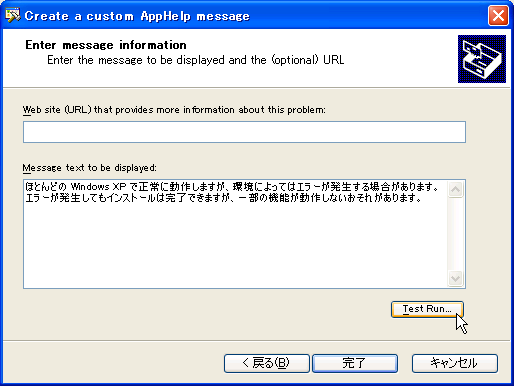 Create a custom AppHelp message
Enter message information
Enter the message to be displayed and the (optional) URL
Web site (URL) that provides more information about this problem:
Message text to be displayed:
ほとんどの Windows XP で正常に動作しますが、環境によってはエラーが発生する場合があります。
エラーが発生してもインストールは完了できますが、一部の機能が動作しないおそれがあります。
Test Run...
< 戻る(B)
完了
キャンセル